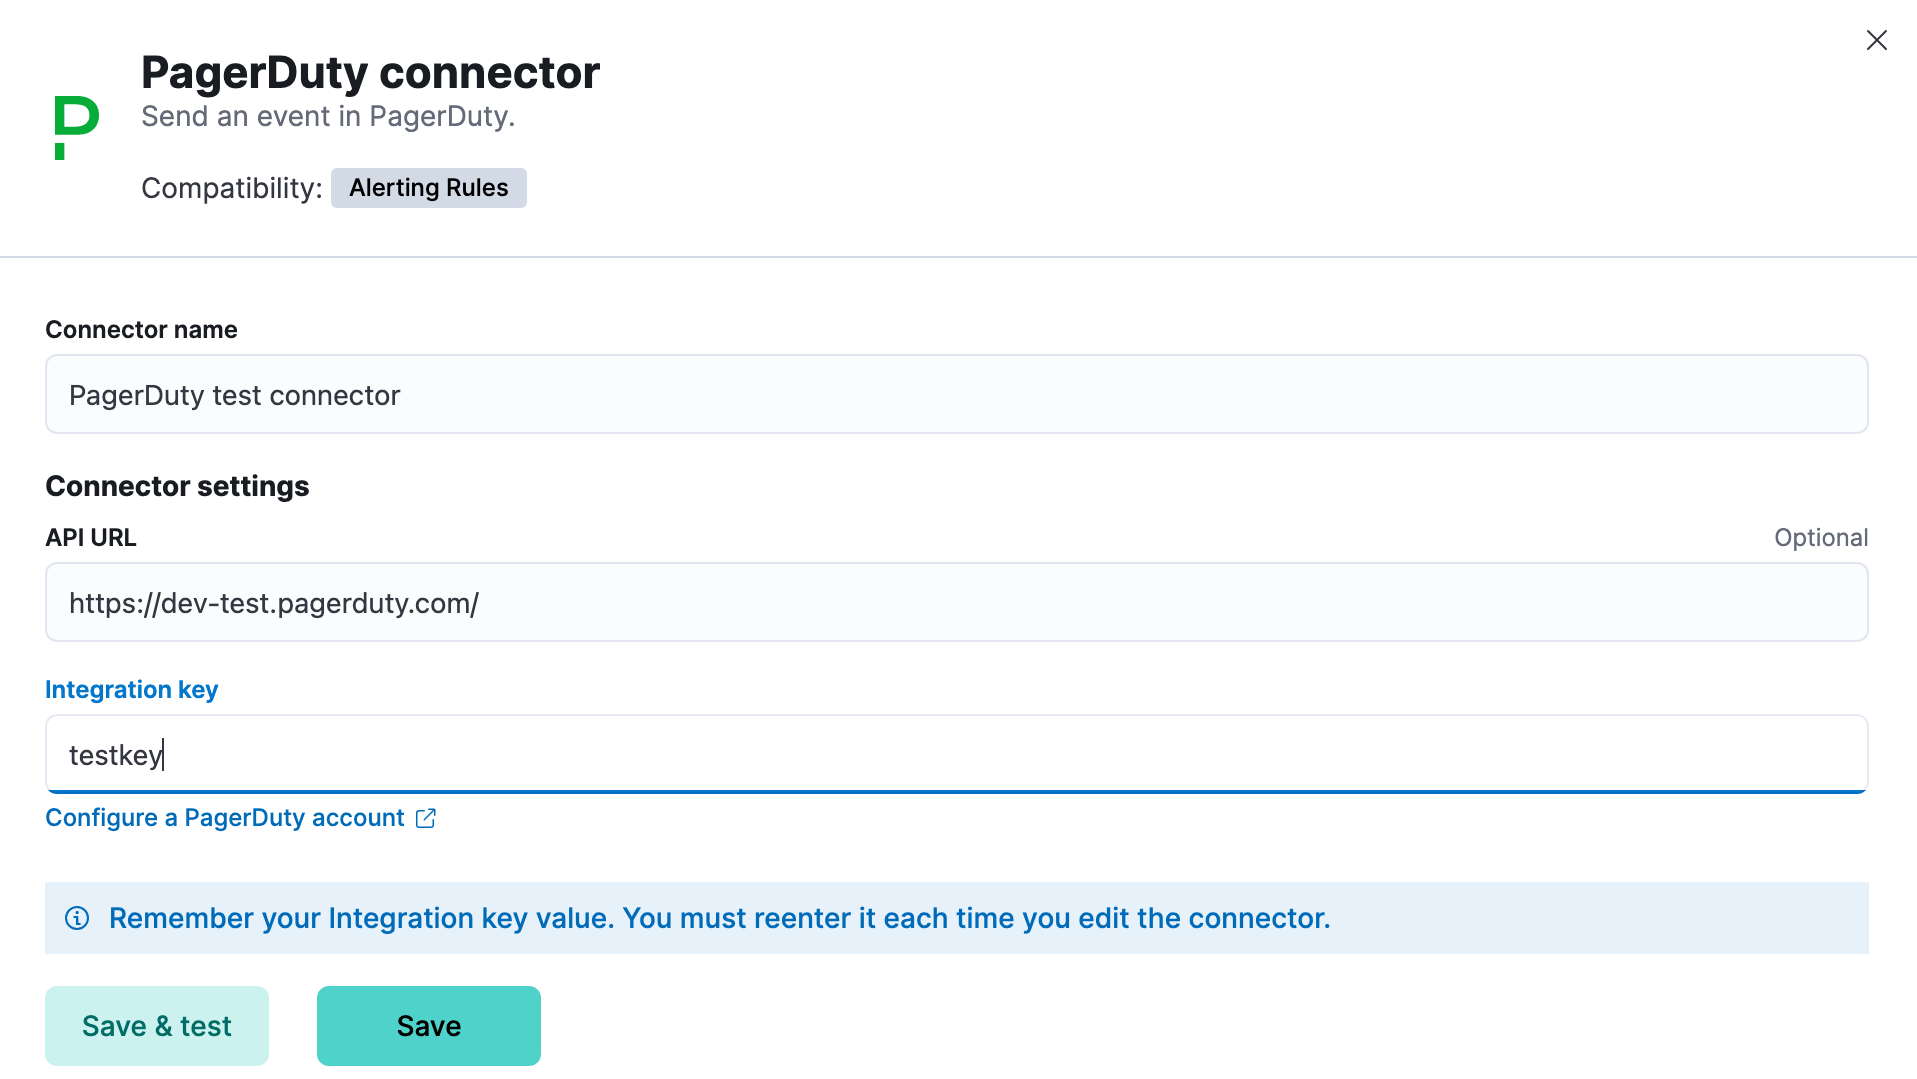 PagerDuty connector
Send an event in PagerDuty.
Compatibility: Alerting Rules
Connector name
PagerDuty test connector
Connector settings
API URL Optional
https://dev-test.pagerduty.com/
Integration key
testkey
Configure a PagerDuty account
Remember your Integration key value. You must reenter it each time you edit the connector.
Save & test Save